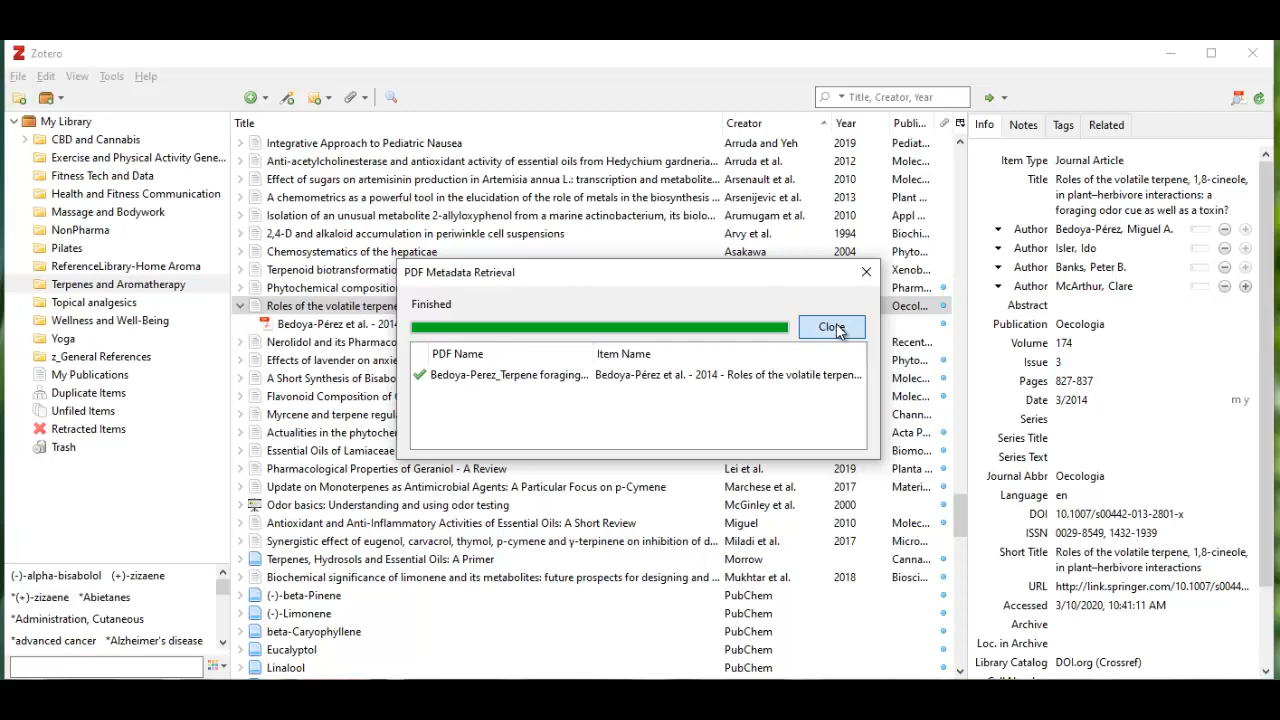 Zotero
File Edit View Tools Help
Title, Creator, Year
My Library
CBD and Cannabis
Exercise and Physical Activity Gene...
Fitness Tech and Data
Health and Fitness Communication
Massage and Bodywork
NonPharma
Pilates
ReferenceLibrary-Home Aroma
Terpenes and Aromatherapy
Topical analgesics
Wellness and Well-Being
Yoga
z_General References
My Publications
Duplicate Items
Unfiled Items
Retracted Items
Trash
(-)-alpha-bisabolol (+)-zizaene
*(+)-zizaene *Abietanes
*Administration, Cutaneous
*advanced cancer *Alzheimer's disease
Title Creator Year Publi...
Integrative Approach to Pediatric Nausea Arruda and Yeh 2019 Pediat...
Anti-acetylcholinesterase and antioxidant activity of essential oils from Hedychium gardneria... Arruda et al. 2012 Molec...
Effect of sugars on artemisinin production in Artemisia annua L.: transcription and metabolite... Arsenault et al. 2010 Molec...
A chemometrics as a powerful tool in the elucidation of the role of metals in the biosynthesis ... Arsenijevic et al. 2013 Plant ...
Isolation of an unusual metabolite 2-allyloxyphenol from a marine actinobacterium, its biolo... Arumugam et al. 2010 Appl ...
2,4-D and alkaloid accumulation in periwinkle cell suspensions Arvy et al. 1994 Biotec...
Chemosystematics of the hepaticae Asakawa 2004 Phyto...
Terpenoid biotransformatio Xenob...
Phytochemical composition Pharm...
Roles of the volatile terpene Oecol...
Bedoya-Pérez et al. - 2014
Nerolidol and its Pharmaco Recent...
Effects of lavender on anxie Phyto...
A Short Synthesis of Bisabo Molec...
Flavonoid Composition of C Molec...
Myrcene and terpene regula Chann...
Actualities in the phytochem Acta P...
Essential Oils of Lamiaceae Biomo...
Pharmacological Properties of Geraniol - A Review Lei et al. 2019 Planta ...
Update on Monoterpenes as Antimicrobial Agents: A Particular Focus on p-Cymene Marchese et al. 2017 Materi...
Odor basics: Understanding and using odor testing McGinley et al. 2000
Antioxidant and Anti-Inflammatory Activities of Essential Oils: A Short Review Miguel 2010 Molec...
Synergistic effect of eugenol, carvacrol, thymol, p-cymene and γ-terpinene on inhibition of d... Miladi et al. 2017 Micro...
Terpenes, Hydrosols and Essential Oils: A Primer Morrow Canna...
Biochemical significance of limonene and its metabolites: future prospects for designing and ... Mukhtar et al. 2018 Biosci...
(-)-beta-Pinene PubChem
(-)-Limonene PubChem
beta-Caryophyllene PubChem
Eucalyptol PubChem
Linalool PubChem
PDF Metadata Retrieval
Finished
PDF Name Item Name
Bedoya-Perez_Terpene foraging... Bedoya-Pérez et al. - 2014 - Roles of the volatile terpen...
Info Notes Tags Related
Item Type Journal Article
Title Roles of the volatile terpene, 1,8-cineole,
in plant–herbivore interactions: a
foraging odor cue as well as a toxin?
Author Bedoya-Pérez, Miguel A.
Author Isler, Ido
Author Banks, Peter B.
Author McArthur, Clare
Abstract
Publication Oecologia
Volume 174
Issue 3
Pages 827-837
Date 3/2014 m y
Series
Series Title
Series Text
Journal Abbr Oecologia
Language en
DOI 10.1007/s00442-013-2801-x
ISSN 0029-8549, 1432-1939
Short Title Roles of the volatile terpene, 1,8-cineole,
in plant–herbivore interactions
URL http://link.springer.com/10.1007/s0044...
Accessed 3/10/2020, 10:41:11 AM
Archive
Loc. in Archive
Library Catalog DOI.org (Crossref)